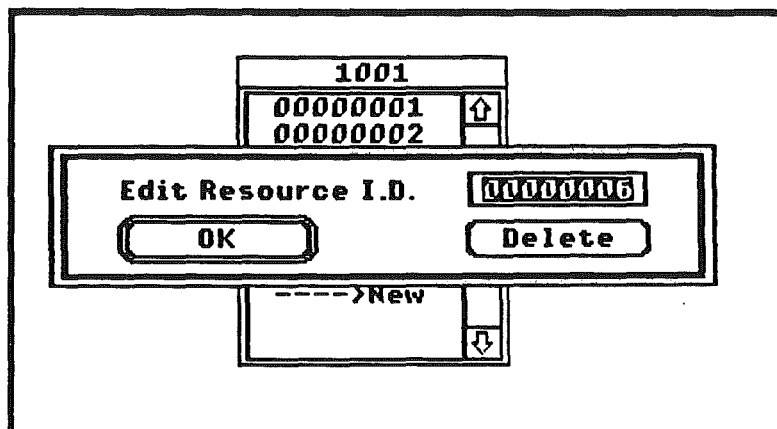 1001
00000001
00000002
Edit Resource I.D. 00000006
OK Delete
---->New